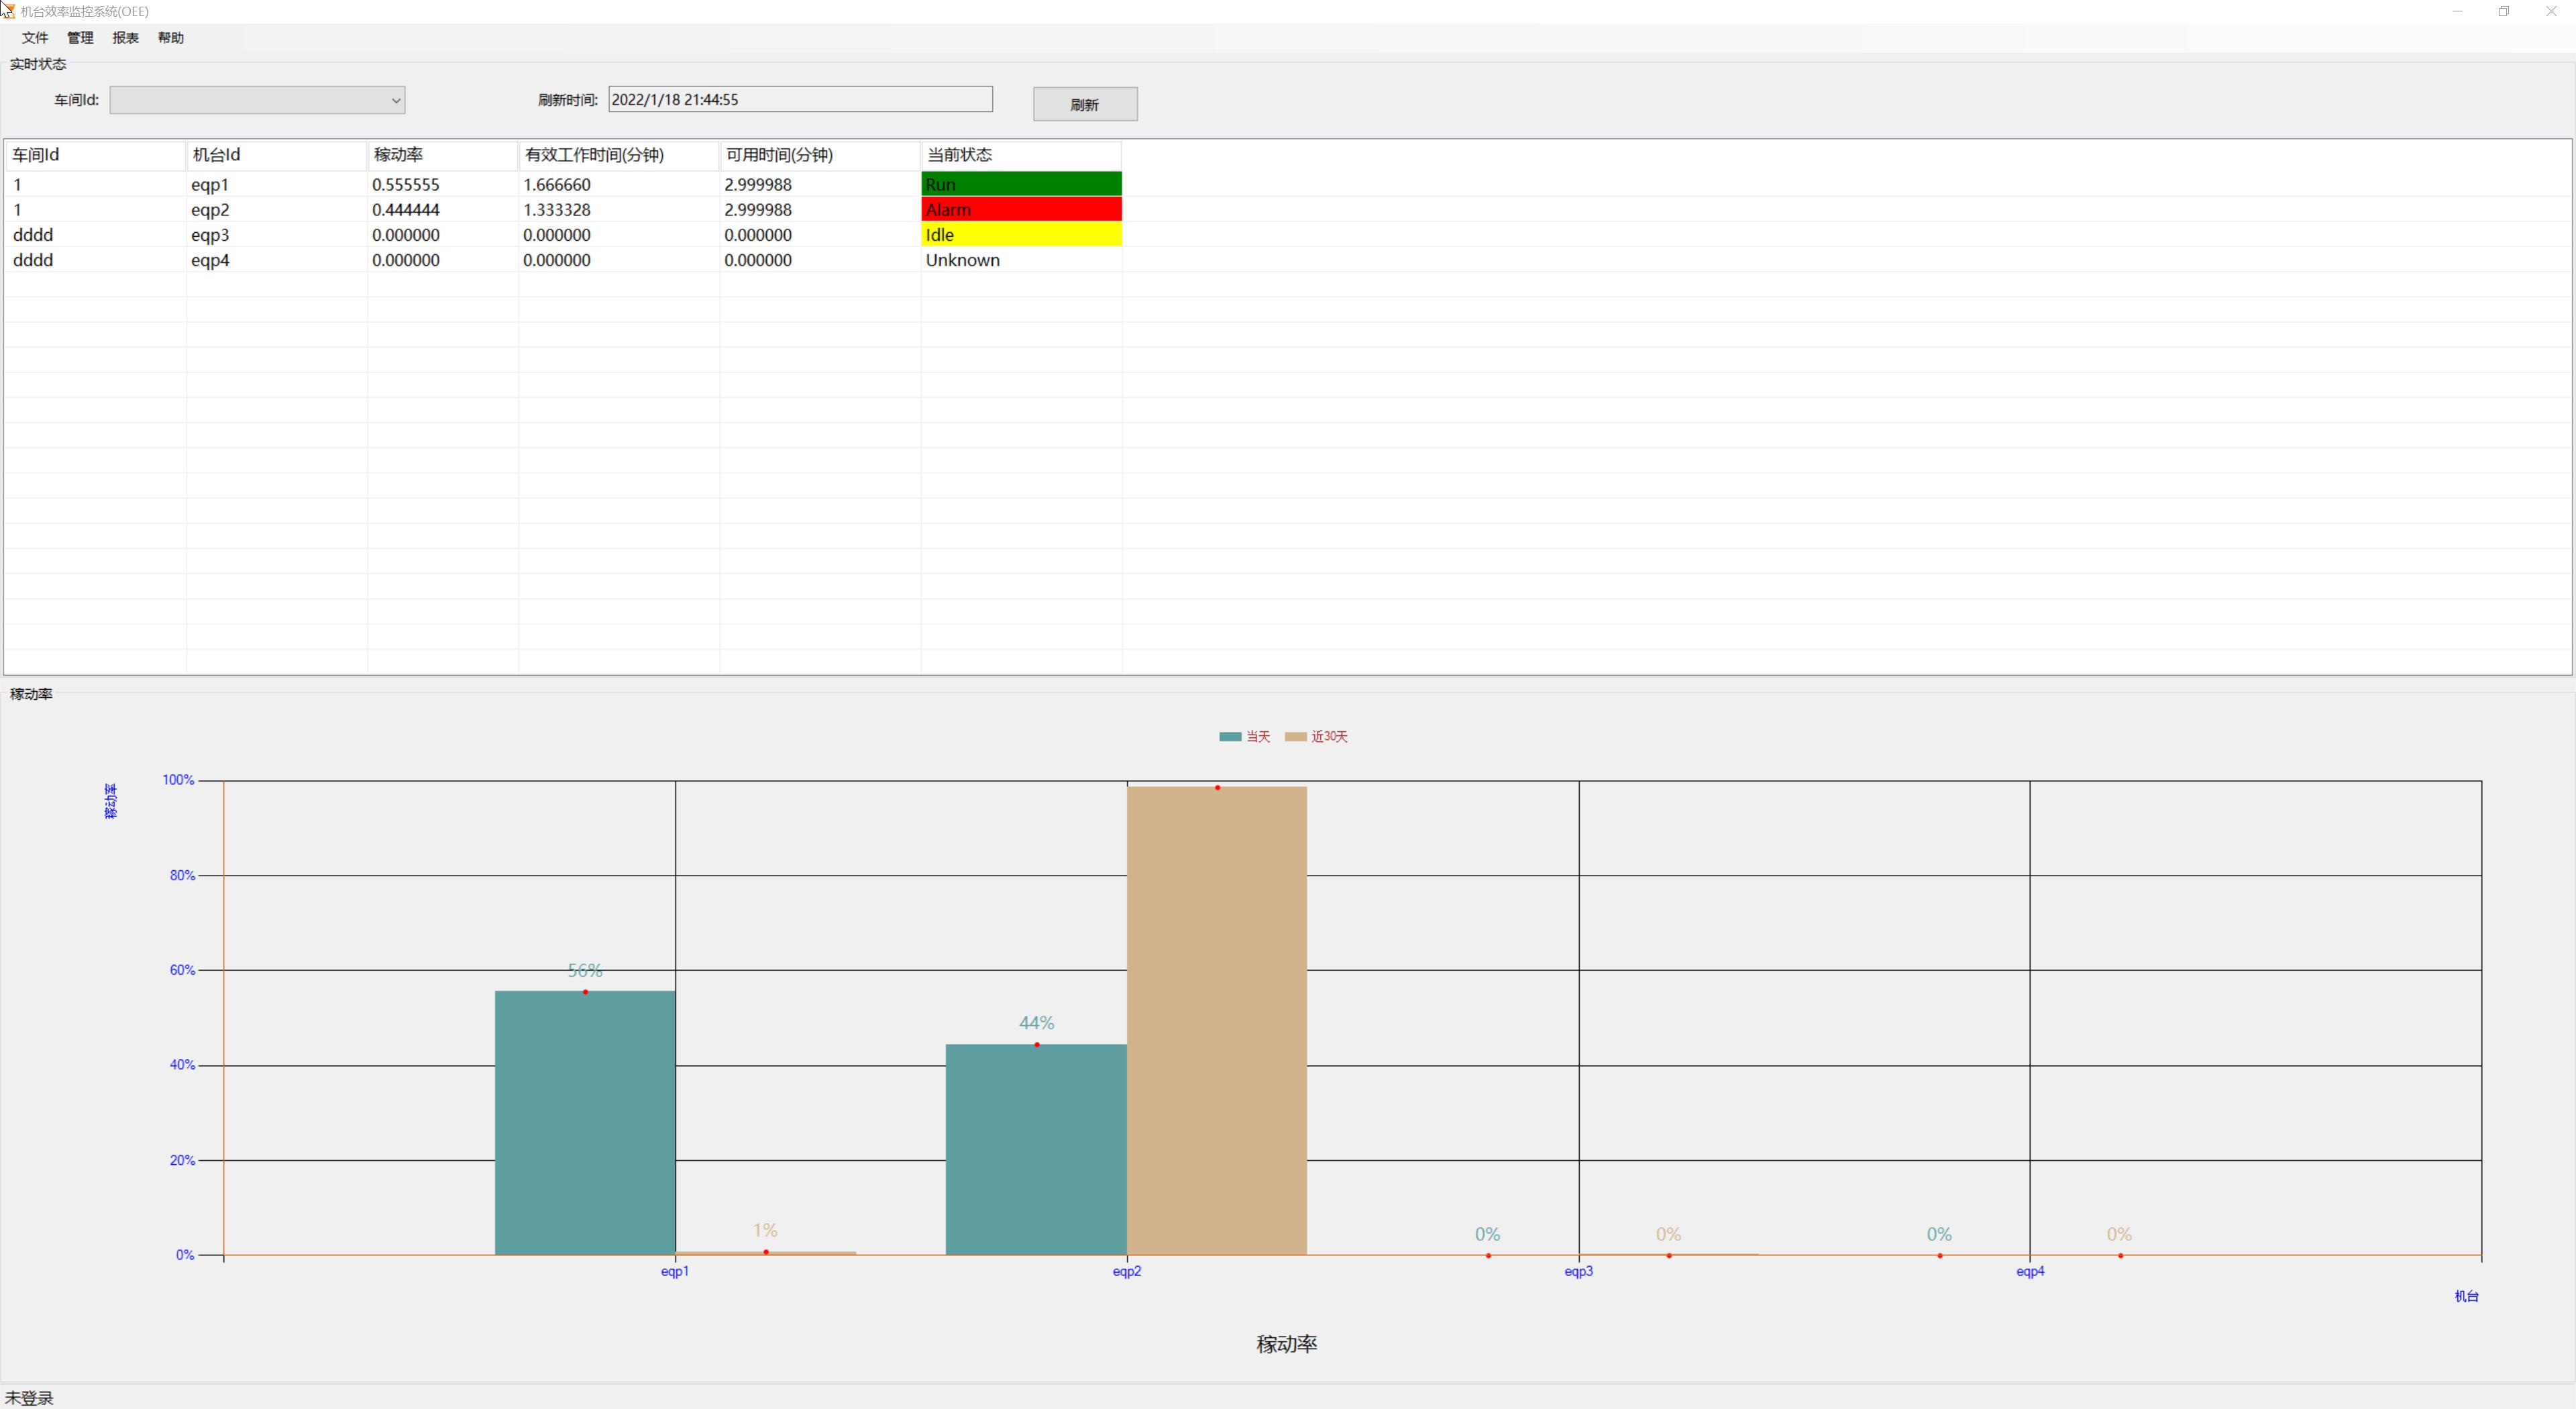 机台效率监控系统(OEE)
文件 管理 报表 帮助
实时状态
车间Id: 刷新时间: 2022/1/18 21:44:55 刷新
车间Id 机台Id 稼动率 有效工作时间(分钟) 可用时间(分钟) 当前状态
1 eqp1 0.555555 1.666660 2.999988 Run
1 eqp2 0.444444 1.333328 2.999988 Alarm
dddd eqp3 0.000000 0.000000 0.000000 Idle
dddd eqp4 0.000000 0.000000 0.000000 Unknown
稼动率
当天 近30天
稼动率
100%
80%
60%
40%
20%
0%
56%
1%
44%
0%
0%
0%
0%
eqp1 eqp2 eqp3 eqp4
机台
稼动率
未登录